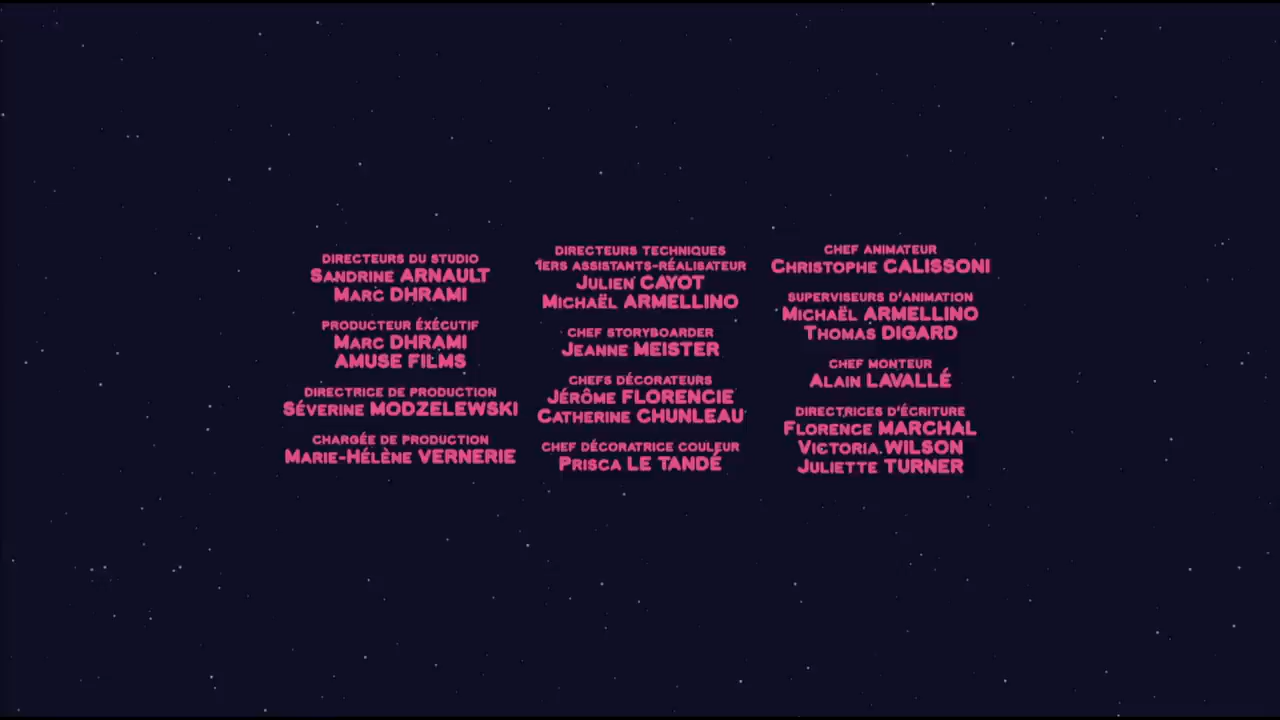 DIRECTEURS DU STUDIO
SANDRINE ARNAULT
MARC DHRAMI
PRODUCTEUR ÉXÉCUTIF
MARC DHRAMI
AMUSE FILMS
DIRECTRICE DE PRODUCTION
SÉVERINE MODZELEWSKI
CHARGÉE DE PRODUCTION
MARIE-HÉLÈNE VERNERIE
DIRECTEURS TECHNIQUES
1ERS ASSISTANTS-RÉALISATEUR
JULIEN CAYOT
MICHAËL ARMELLINO
CHEF STORYBOARDER
JEANNE MEISTER
CHEFS DÉCORATEURS
JÉRÔME FLORENCIE
CATHERINE CHUNLEAU
CHEF DÉCORATRICE COULEUR
PRISCA LE TANDÉ
CHEF ANIMATEUR
CHRISTOPHE CALISSONI
SUPERVISEURS D'ANIMATION
MICHAËL ARMELLINO
THOMAS DIGARD
CHEF MONTEUR
ALAIN LAVALLÉ
DIRECTRICES D'ÉCRITURE
FLORENCE MARCHAL
VICTORIA WILSON
JULIETTE TURNER